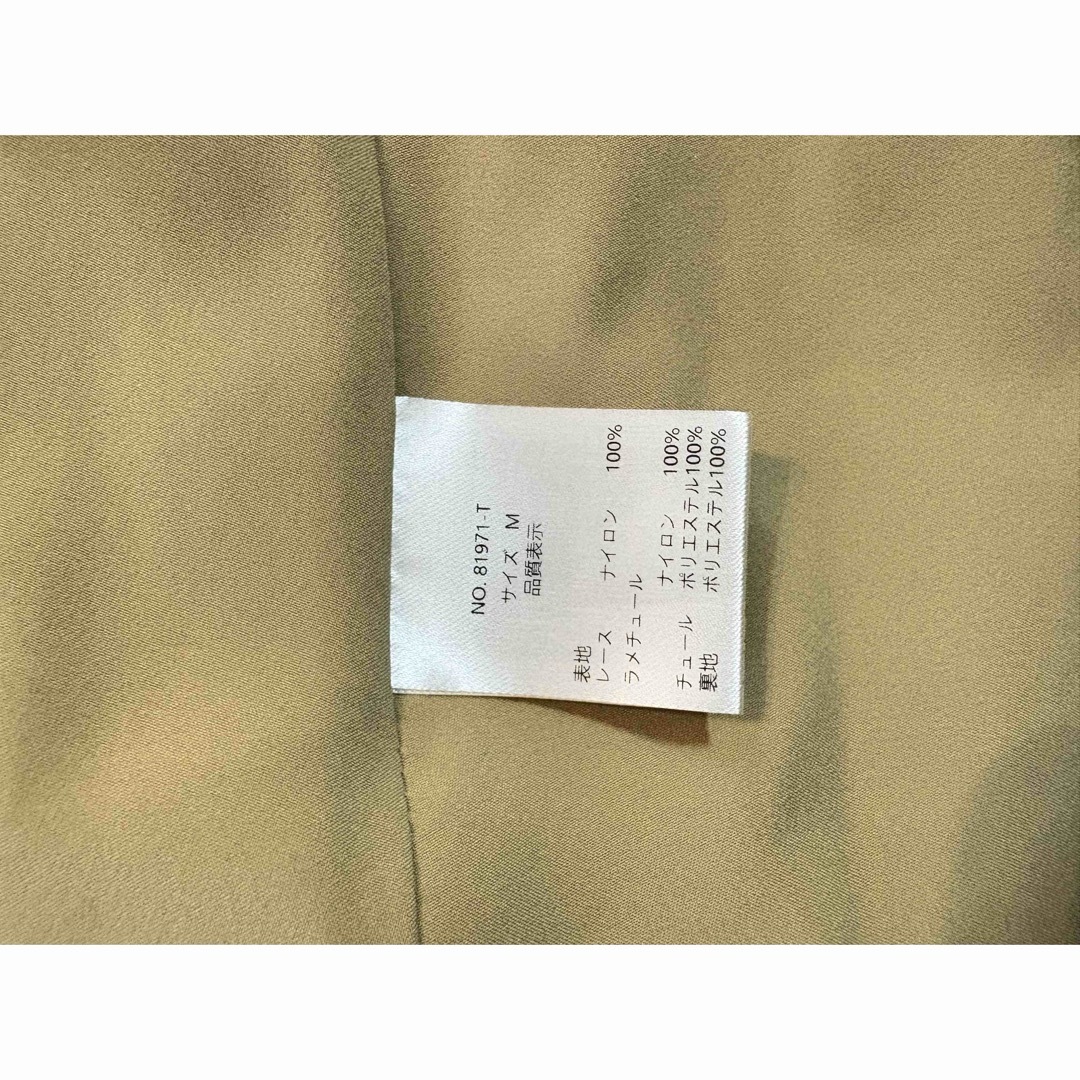 NO. 81971-T
サイズ M
品質表示
表地
レース ナイロン 100%
ラメチュール
ナイロン 100%
チュール ポリエステル100%
裏地 ポリエステル100%